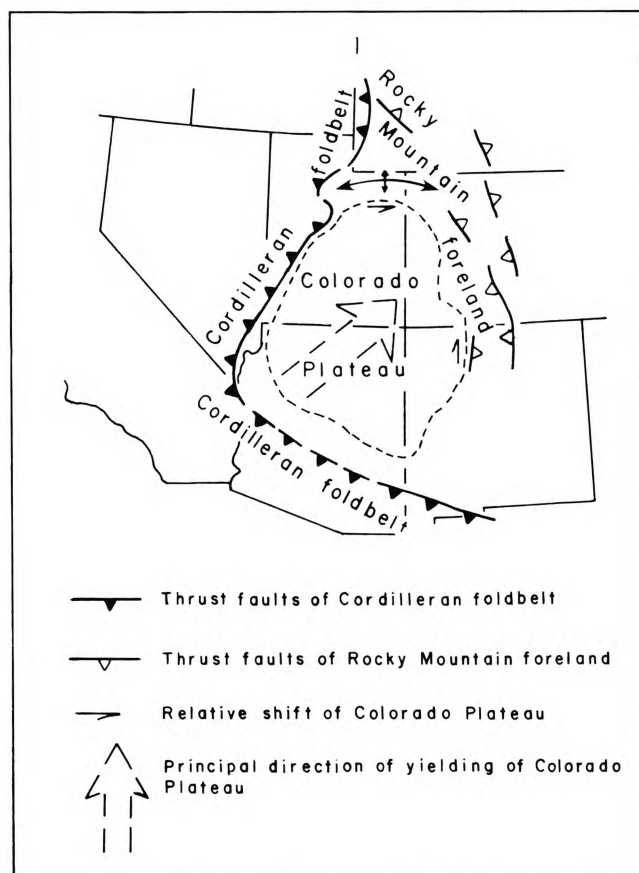 Rocky
Mountain
foreland
foldbelt
Cordilleran
Colorado
Plateau
Cordilleran foldbelt
Thrust faults of Cordilleran foldbelt
Thrust faults of Rocky Mountain foreland
Relative shift of Colorado Plateau
Principal direction of yielding of Colorado
Plateau